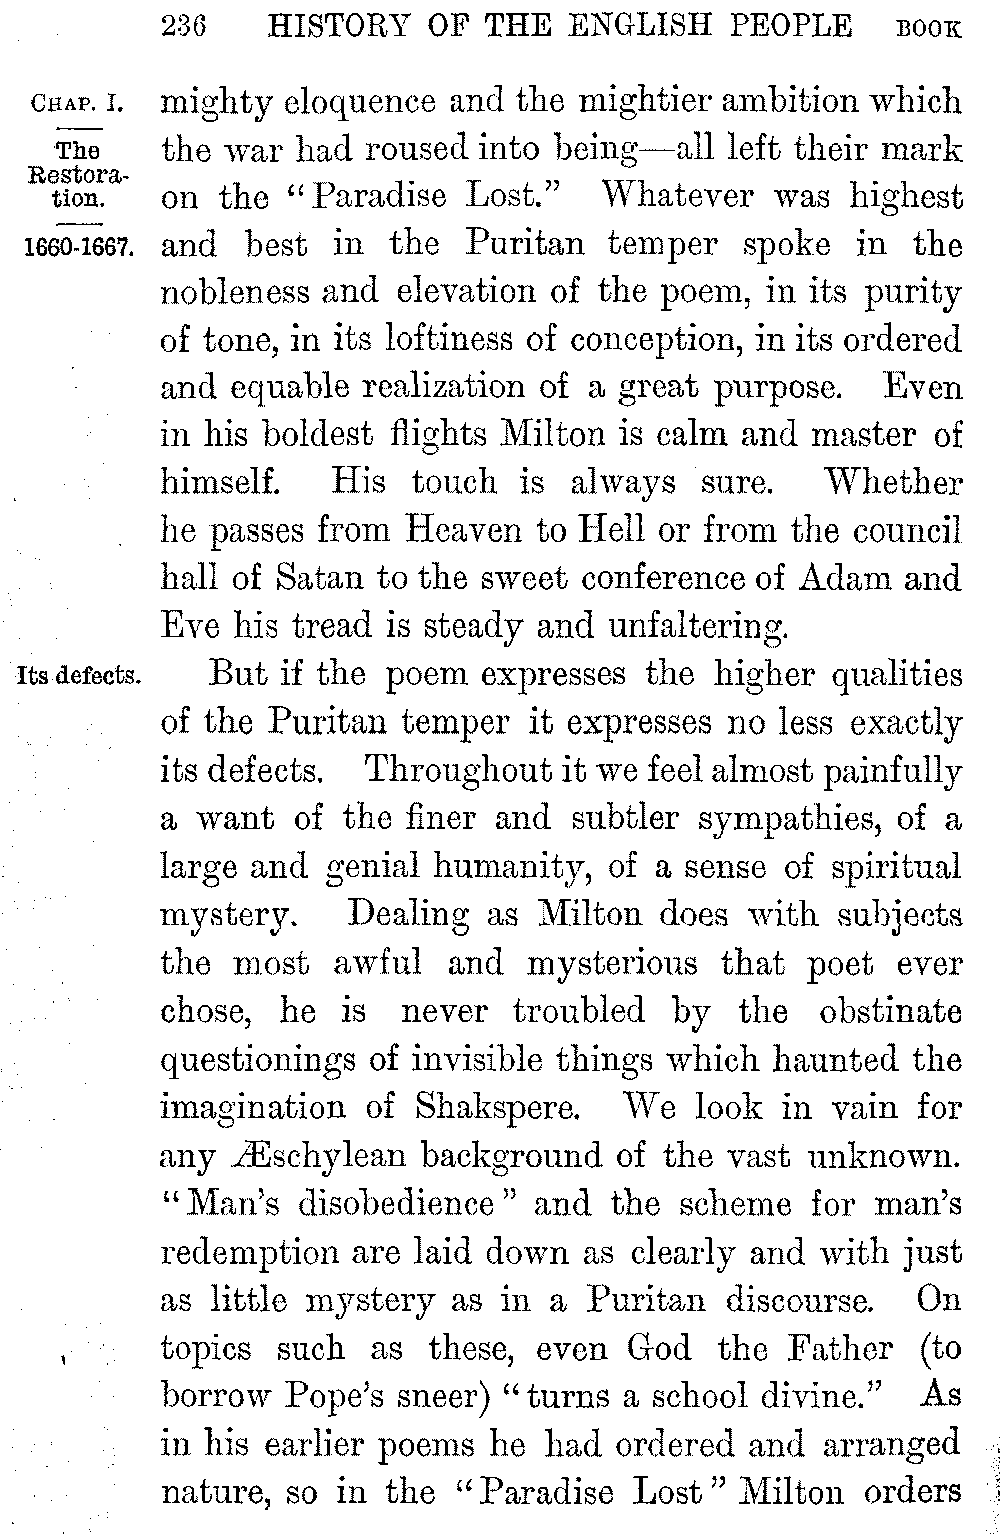 236 HISTORY OF THE ENGLISH PEOPLE BOOK
CHAP. I.
The
Restora-
tion.
1660-1667.
mighty eloquence and the mightier ambition which
the war had roused into being—all left their mark
on the “Paradise Lost.” Whatever was highest
and best in the Puritan temper spoke in the
nobleness and elevation of the poem, in its purity
of tone, in its loftiness of conception, in its ordered
and equable realization of a great purpose. Even
in his boldest flights Milton is calm and master of
himself. His touch is always sure. Whether
he passes from Heaven to Hell or from the council
hall of Satan to the sweet conference of Adam and
Eve his tread is steady and unfaltering.
Its defects.
But if the poem expresses the higher qualities
of the Puritan temper it expresses no less exactly
its defects. Throughout it we feel almost painfully
a want of the finer and subtler sympathies, of a
large and genial humanity, of a sense of spiritual
mystery. Dealing as Milton does with subjects
the most awful and mysterious that poet ever
chose, he is never troubled by the obstinate
questionings of invisible things which haunted the
imagination of Shakspere. We look in vain for
any Æschylean background of the vast unknown.
“Man’s disobedience” and the scheme for man’s
redemption are laid down as clearly and with just
as little mystery as in a Puritan discourse. On
topics such as these, even God the Father (to
borrow Pope’s sneer) “turns a school divine.” As
in his earlier poems he had ordered and arranged
nature, so in the “Paradise Lost” Milton orders